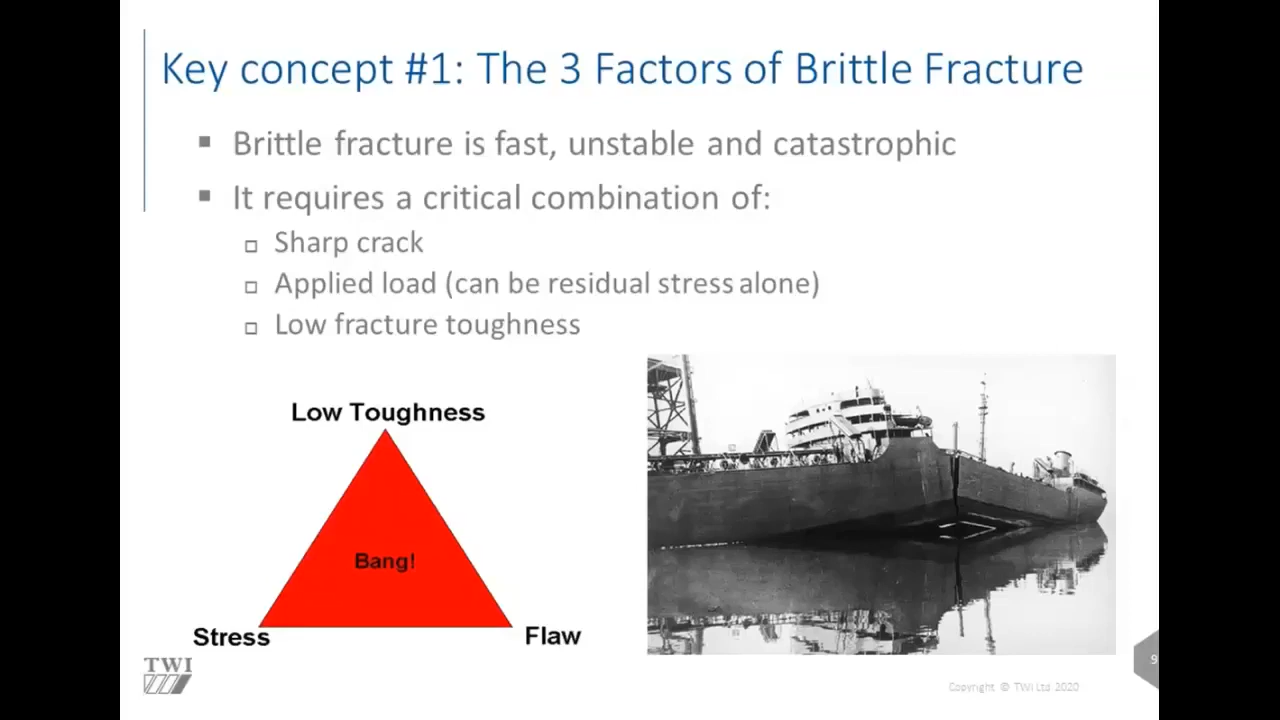 Key concept #1: The 3 Factors of Brittle Fracture
Brittle fracture is fast, unstable and catastrophic
It requires a critical combination of:
Sharp crack
Applied load (can be residual stress alone)
Low fracture toughness
Low Toughness
Bang!
Stress
Flaw
TWI
Copyright © TWI Ltd 2020
9